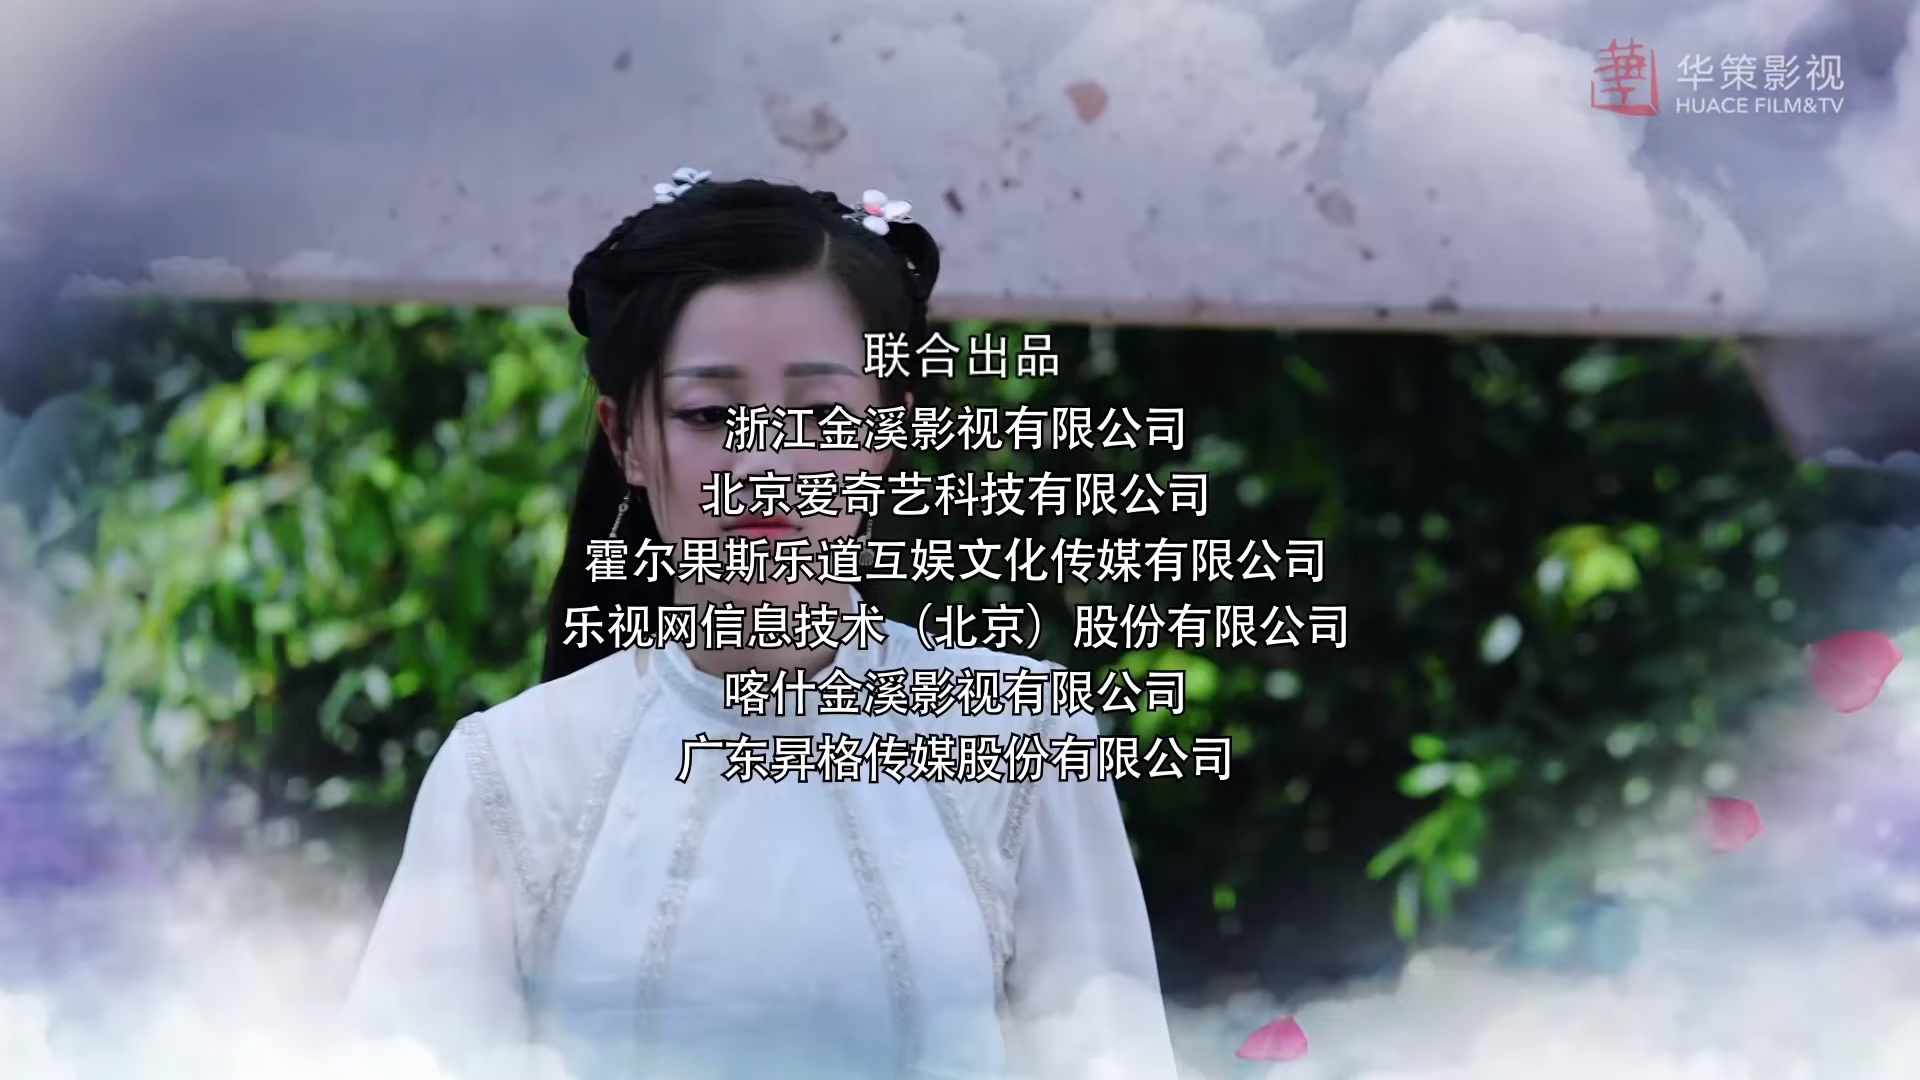 华策影视
HUACE FILM&TV
联合出品
浙江金溪影视有限公司
北京爱奇艺科技有限公司
霍尔果斯乐道互娱文化传媒有限公司
乐视网信息技术（北京）股份有限公司
喀什金溪影视有限公司
广东昇格传媒股份有限公司